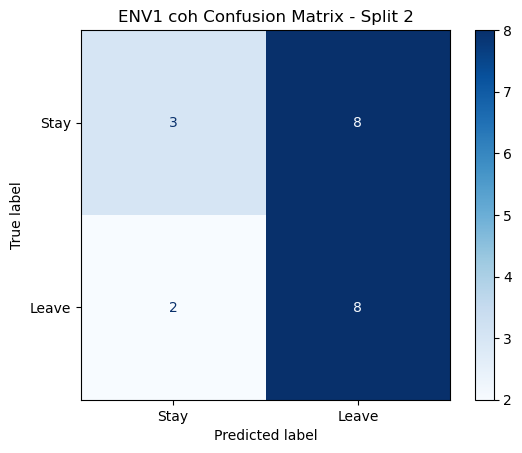 ENV1 coh Confusion Matrix - Split 2
True label
Stay
3
8
Leave
2
8
Stay
Leave
Predicted label
8
7
6
5
4
3
2